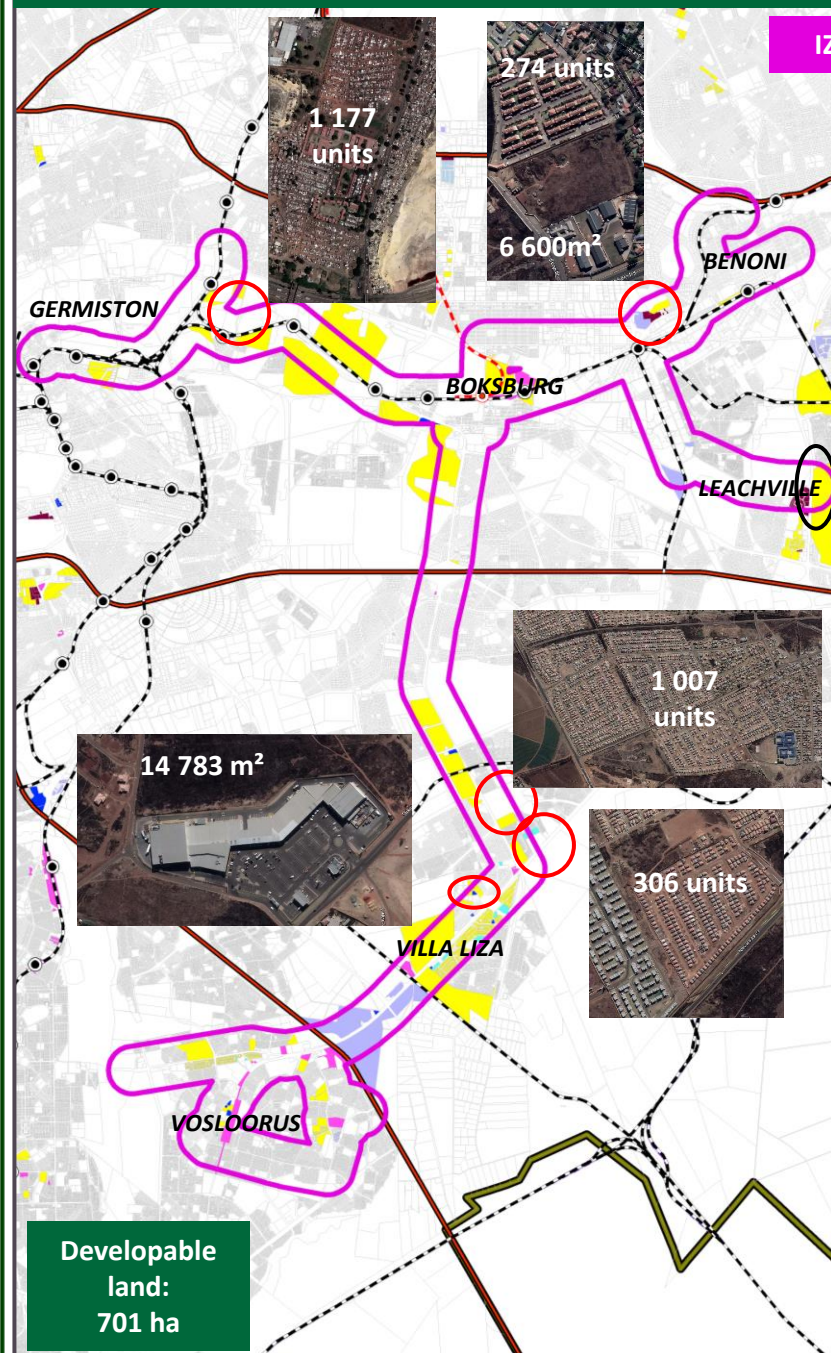 IZ
1 177
units
274 units
6 600m²
BENONI
GERMISTON
BOKSBURG
LEACHVILLE
1 007
units
14 783 m²
306 units
VILLA LIZA
VOSLOORUS
Developable
land:
701 ha